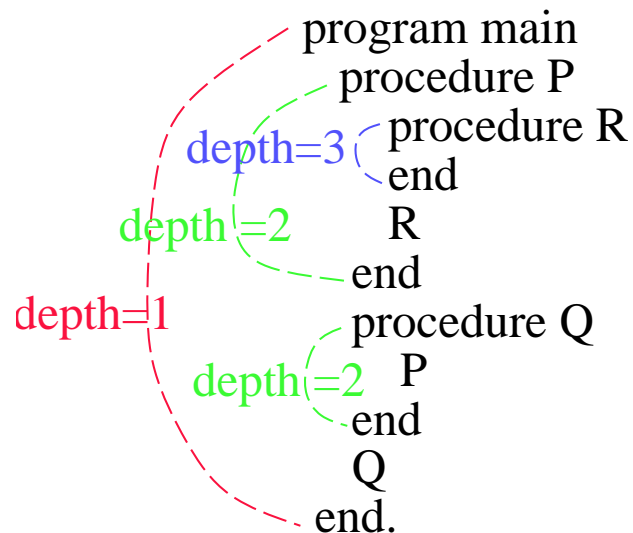 program main
procedure P
procedure R
depth=3
end
R
depth =2
end
depth=1
procedure Q
P
depth =2
end
Q
end.